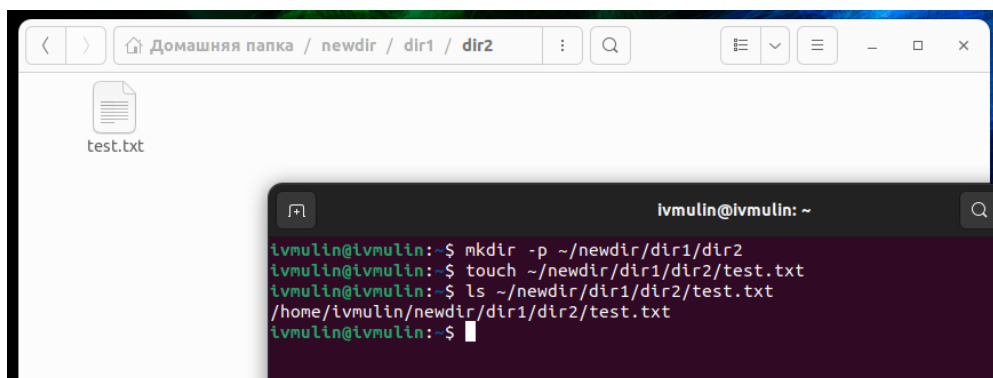 Домашняя папка / newdir / dir1 / dir2
test.txt
ivmulin@ivmulin: ~
ivmulin@ivmulin:~$ mkdir -p ~/newdir/dir1/dir2
ivmulin@ivmulin:~$ touch ~/newdir/dir1/dir2/test.txt
ivmulin@ivmulin:~$ ls ~/newdir/dir1/dir2/test.txt
/home/ivmulin/newdir/dir1/dir2/test.txt
ivmulin@ivmulin:~$